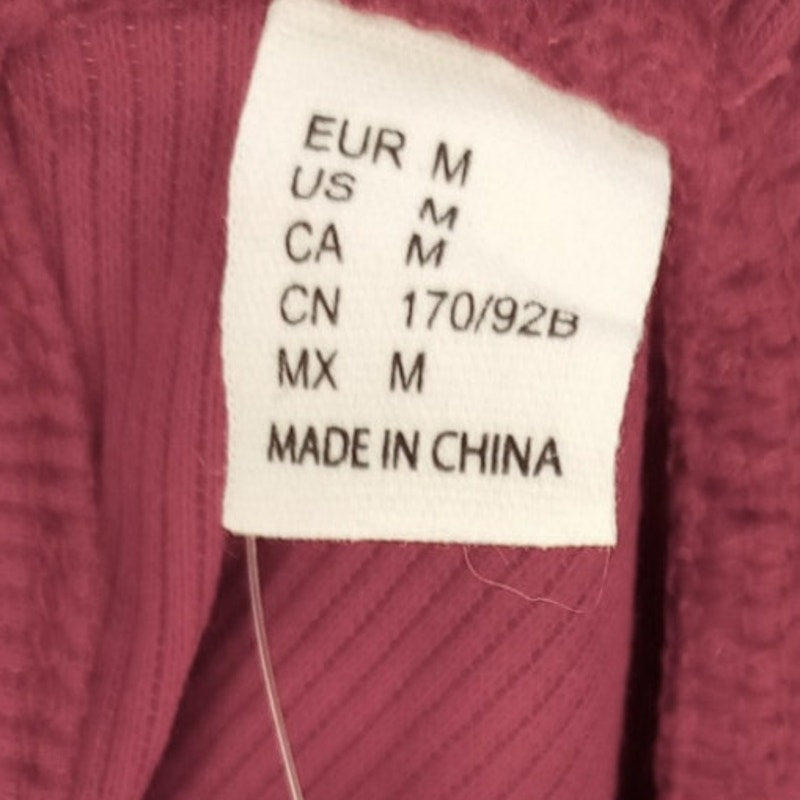 EUR M
US M
CA M
CN 170/92B
MX M
MADE IN CHINA